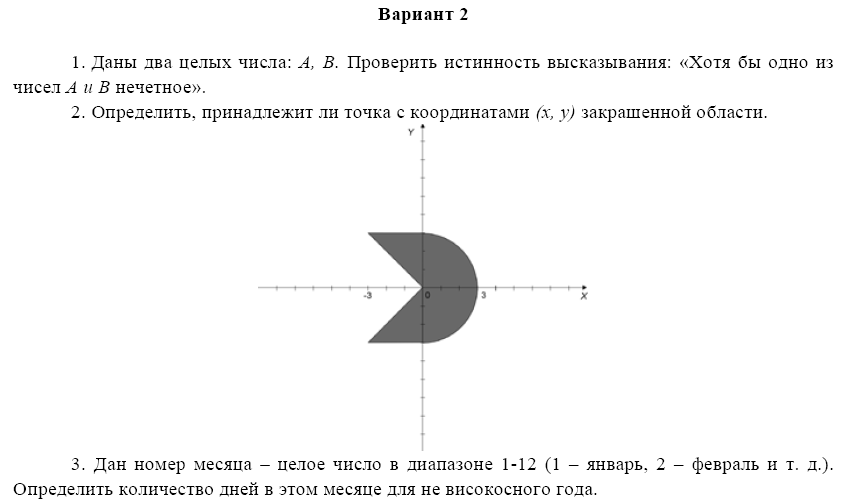 Вариант 2
1. Даны два целых числа: A, B. Проверить истинность высказывания: «Хотя бы одно из
чисел A и B нечетное».
2. Определить, принадлежит ли точка с координатами (x, y) закрашенной области.
Y
-3 0 3 X
3. Дан номер месяца – целое число в диапазоне 1-12 (1 – январь, 2 – февраль и т. д.).
Определить количество дней в этом месяце для не високосного года.